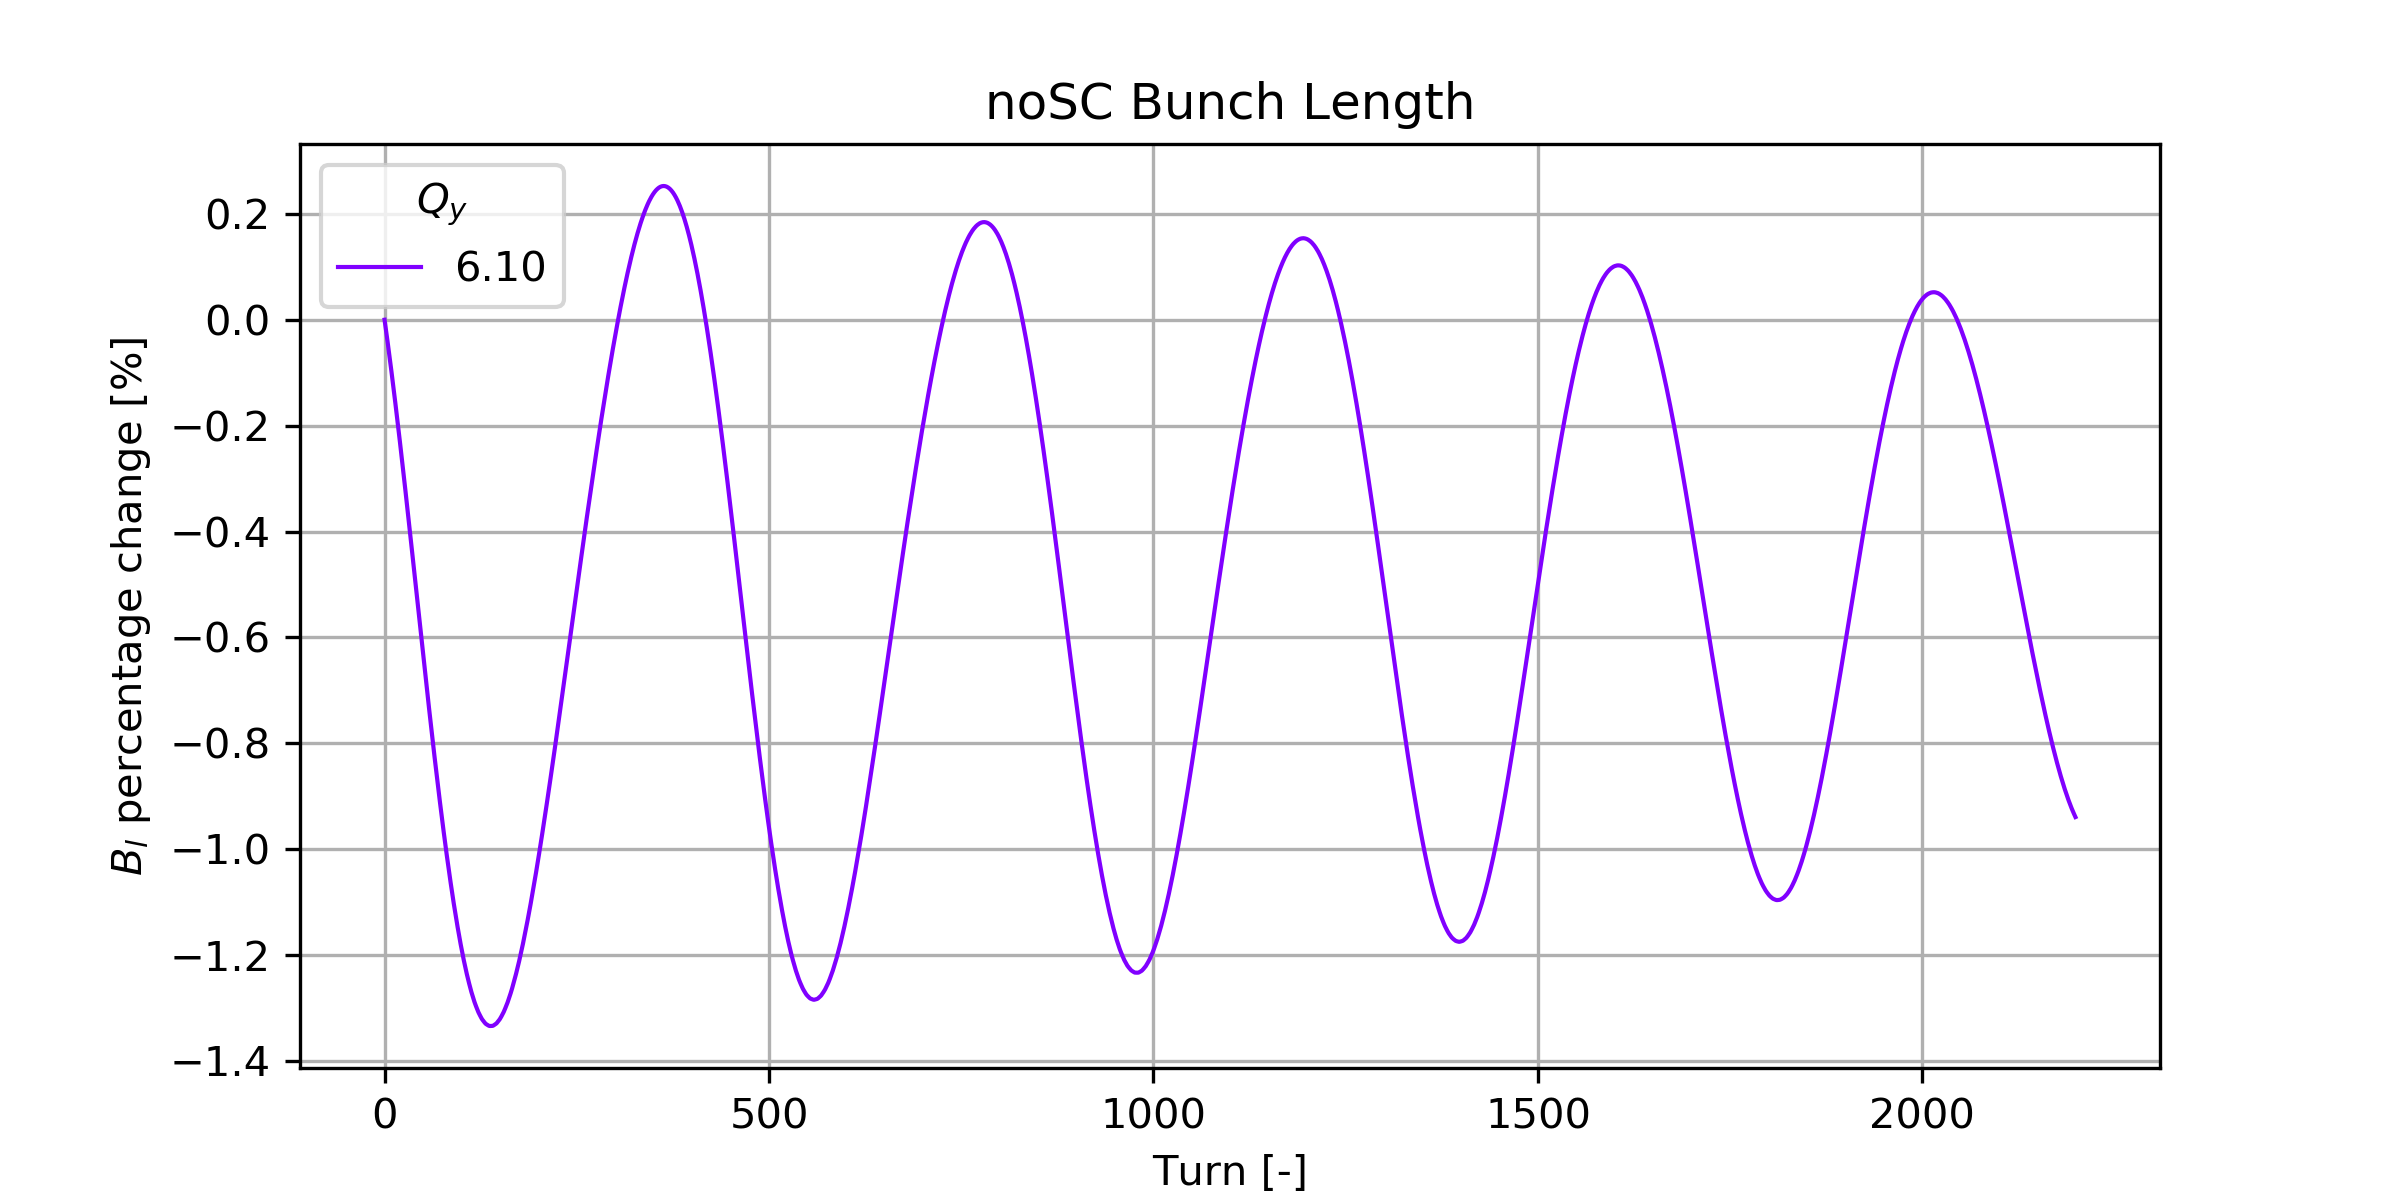 noSC Bunch Length
Q_y
6.10
0.2
0.0
−0.2
−0.4
−0.6
−0.8
−1.0
−1.2
−1.4
B_l percentage change [%]
0 500 1000 1500 2000
Turn [-]